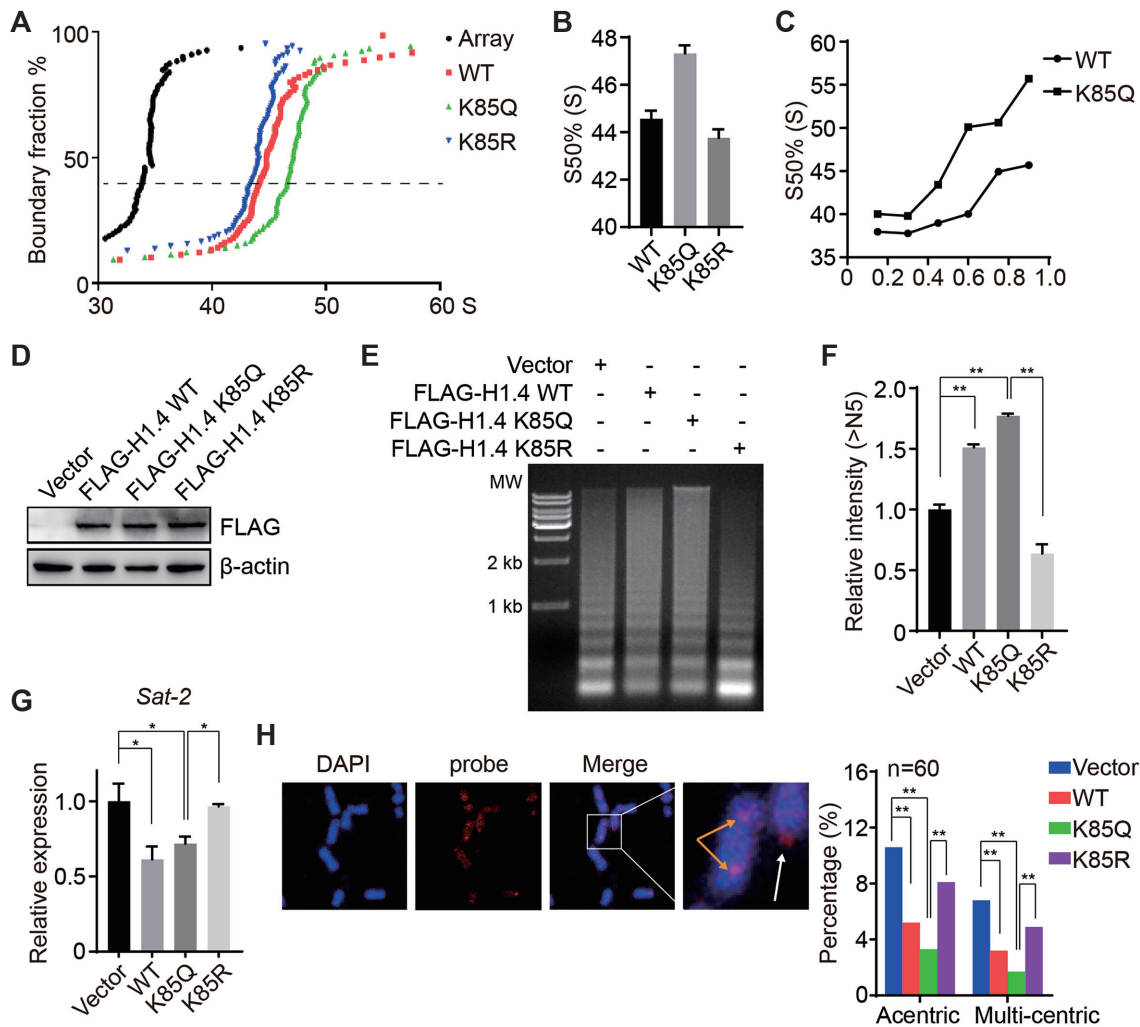 A
Boundary fraction %
100
50
0
30
40
50
60 S
Array
WT
K85Q
K85R
B
S50% (S)
48
46
44
42
40
WT
K85Q
K85R
C
S50% (S)
60
55
50
45
40
35
0
0.2
0.4
0.6
0.8
1.0
WT
K85Q
D
Vector
FLAG-H1.4 WT
FLAG-H1.4 K85Q
FLAG-H1.4 K85R
FLAG
β-actin
E
Vector + - - -
FLAG-H1.4 WT - + - -
FLAG-H1.4 K85Q - - + -
FLAG-H1.4 K85R - - - +
MW
2 kb
1 kb
F
Relative intensity (>N5)
2.0
1.5
1.0
0.5
0
**
**
**
Vector
WT
K85Q
K85R
G
Sat-2
Relative expression
1.0
0.5
0
*
*
*
Vector
WT
K85Q
K85R
H
DAPI
probe
Merge
n=60
Percentage (%)
16
12
8
4
0
**
**
**
**
**
**
Acentric
Multi-centric
Vector
WT
K85Q
K85R